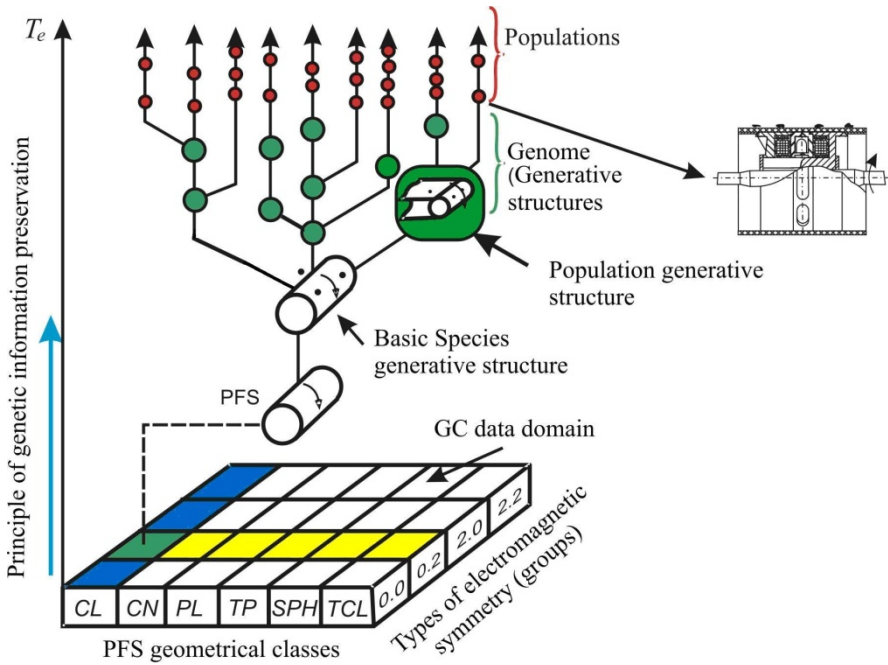 Te
Populations
Genome
(Generative
structures
Population generative
structure
Basic Species
generative structure
PFS
GC data domain
Principle of genetic information preservation
CL CN PL TP SPH TCL
0.0 0.2 2.0 2.2
Types of electromagnetic
symmetry (groups)
PFS geometrical classes